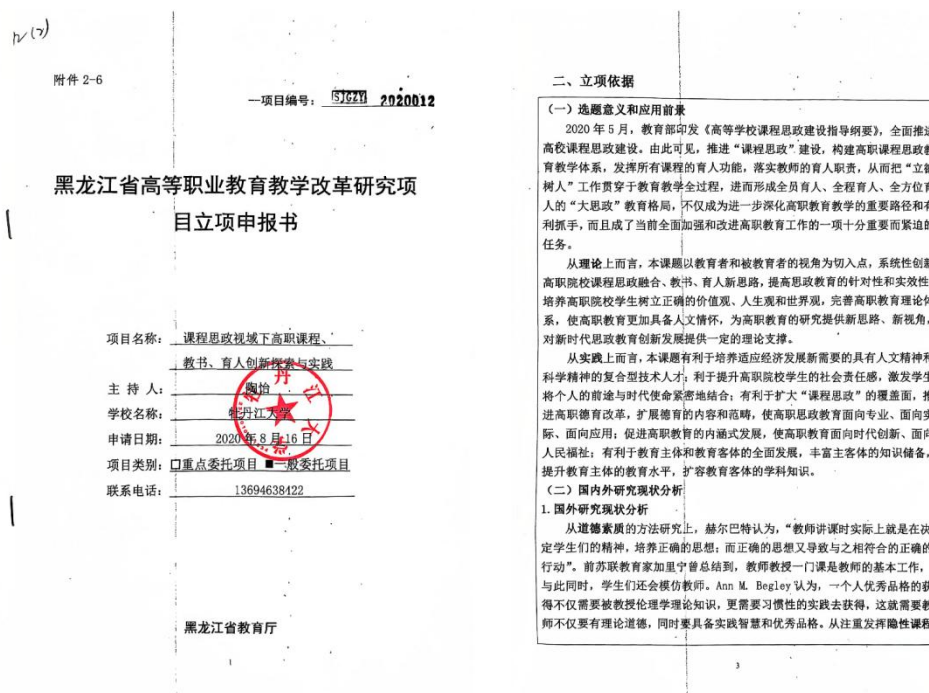 附件 2-6
--项目编号： SJGZY 2020012
黑龙江省高等职业教育教学改革研究项
目立项申报书
项目名称： 课程思政视域下高职课程、
教书、育人创新探索与实践
主 持 人： 陶怡
学校名称： 牡丹江大学
申请日期： 2020 年 8 月 16 日
项目类别： 口重点委托项目 ■一般委托项目
联系电话： 13694638122
牡丹江大学
黑龙江省教育厅
1
二、立项依据
（一）选题意义和应用前景
2020 年 5 月，教育部印发《高等学校课程思政建设指导纲要》，全面推进
高校课程思政建设。由此可见，推进“课程思政”建设，构建高职课程思政教
育教学体系，发挥所有课程的育人功能，落实教师的育人职责，从而把“立德
树人”工作贯穿于教育教学全过程，进而形成全员育人、全程育人、全方位育
人的“大思政”教育格局，不仅成为进一步深化高职教育教学的重要路径和有
利抓手，而且成了当前全面加强和改进高职教育工作的一项十分重要而紧迫的
任务。
从理论上而言，本课题以教育者和被教育者的视角为切入点，系统性创新
高职院校课程思政融合、教书、育人新思路，提高思政教育的针对性和实效性
培养高职院校学生树立正确的价值观、人生观和世界观，完善高职教育理论体
系，使高职教育更加具备人文情怀，为高职教育的研究提供新思路、新视角，
对新时代思政教育创新发展提供一定的理论支撑。
从实践上而言，本课题有利于培养适应经济发展新需要的具有人文精神和
科学精神的复合型技术人才；利于提升高职院校学生的社会责任感，激发学生
将个人的前途与时代使命紧密地结合；有利于扩大“课程思政”的覆盖面，推
进高职德育改革，扩展德育的内容和范畴，使高职思政教育面向专业、面向实
际、面向应用；促进高职教育的内涵式发展，使高职教育面向时代创新、面向
人民福祉；有利于教育主体和教育客体的全面发展，丰富主客体的知识储备，
提升教育主体的教育水平，扩容教育客体的学科知识。
（二）国内外研究现状分析
1. 国外研究现状分析
从道德素质的方法研究上，赫尔巴特认为，“教师讲课时实际上就是在决
定学生们的精神，培养正确的思想；而正确的思想又导致与之相符合的正确的
行动”。前苏联教育家加里宁曾总结到，教师教授一门课是教师的基本工作，
与此同时，学生们还会模仿教师。Ann M. Begley 认为，一个人优秀品格的获
得不仅需要被教授伦理学理论知识，更需要习惯性的实践去获得，这就需要教
师不仅要有理论道德，同时要具备实践智慧和优秀品格。从注重发挥隐性课程
3